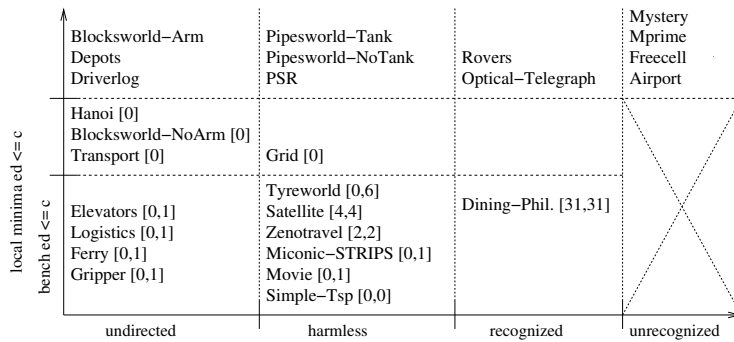 Blocksworld−Arm
Depots
Driverlog
Pipesworld−Tank
Pipesworld−NoTank
PSR
Rovers
Optical−Telegraph
Mystery
Mprime
Freecell
Airport
Hanoi [0]
Blocksworld−NoArm [0]
Transport [0]
Grid [0]
Elevators [0,1]
Logistics [0,1]
Ferry [0,1]
Gripper [0,1]
Tyreworld [0,6]
Satellite [4,4]
Zenotravel [2,2]
Miconic−STRIPS [0,1]
Movie [0,1]
Simple−Tsp [0,0]
Dining−Phil. [31,31]
local minima ed <= c
bench ed <= c
undirected
harmless
recognized
unrecognized